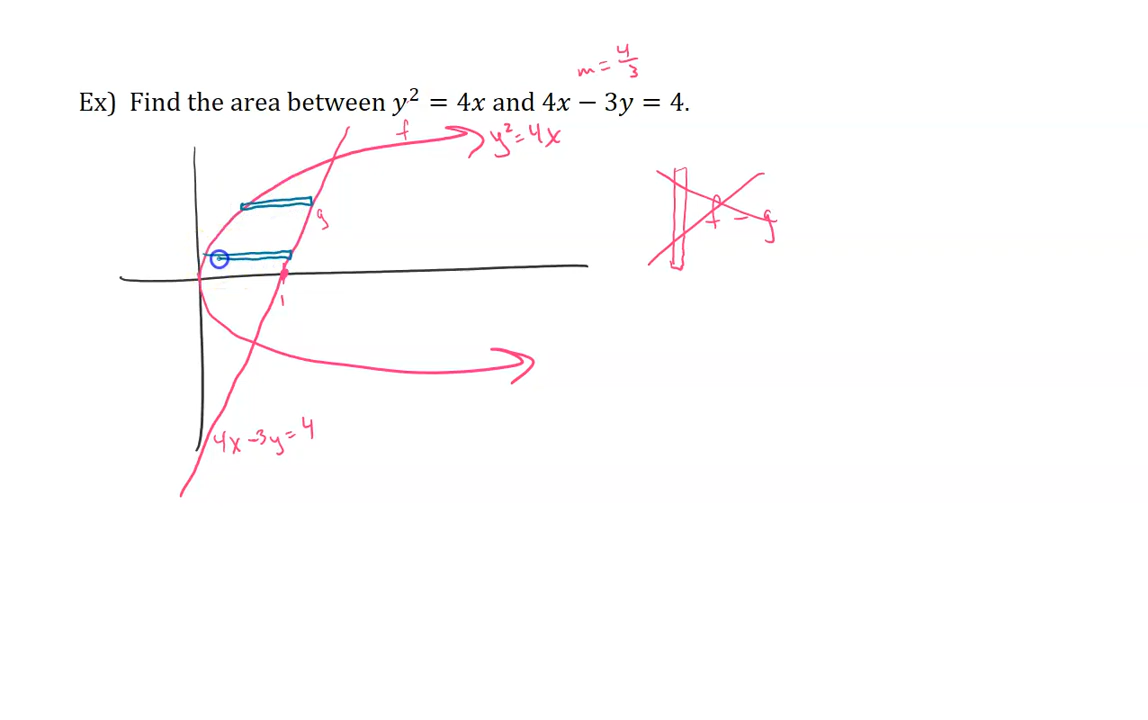 m = 4/3
Ex) Find the area between y² = 4x and 4x − 3y = 4.
f
y² = 4x
g
f − g
1
4x − 3y = 4